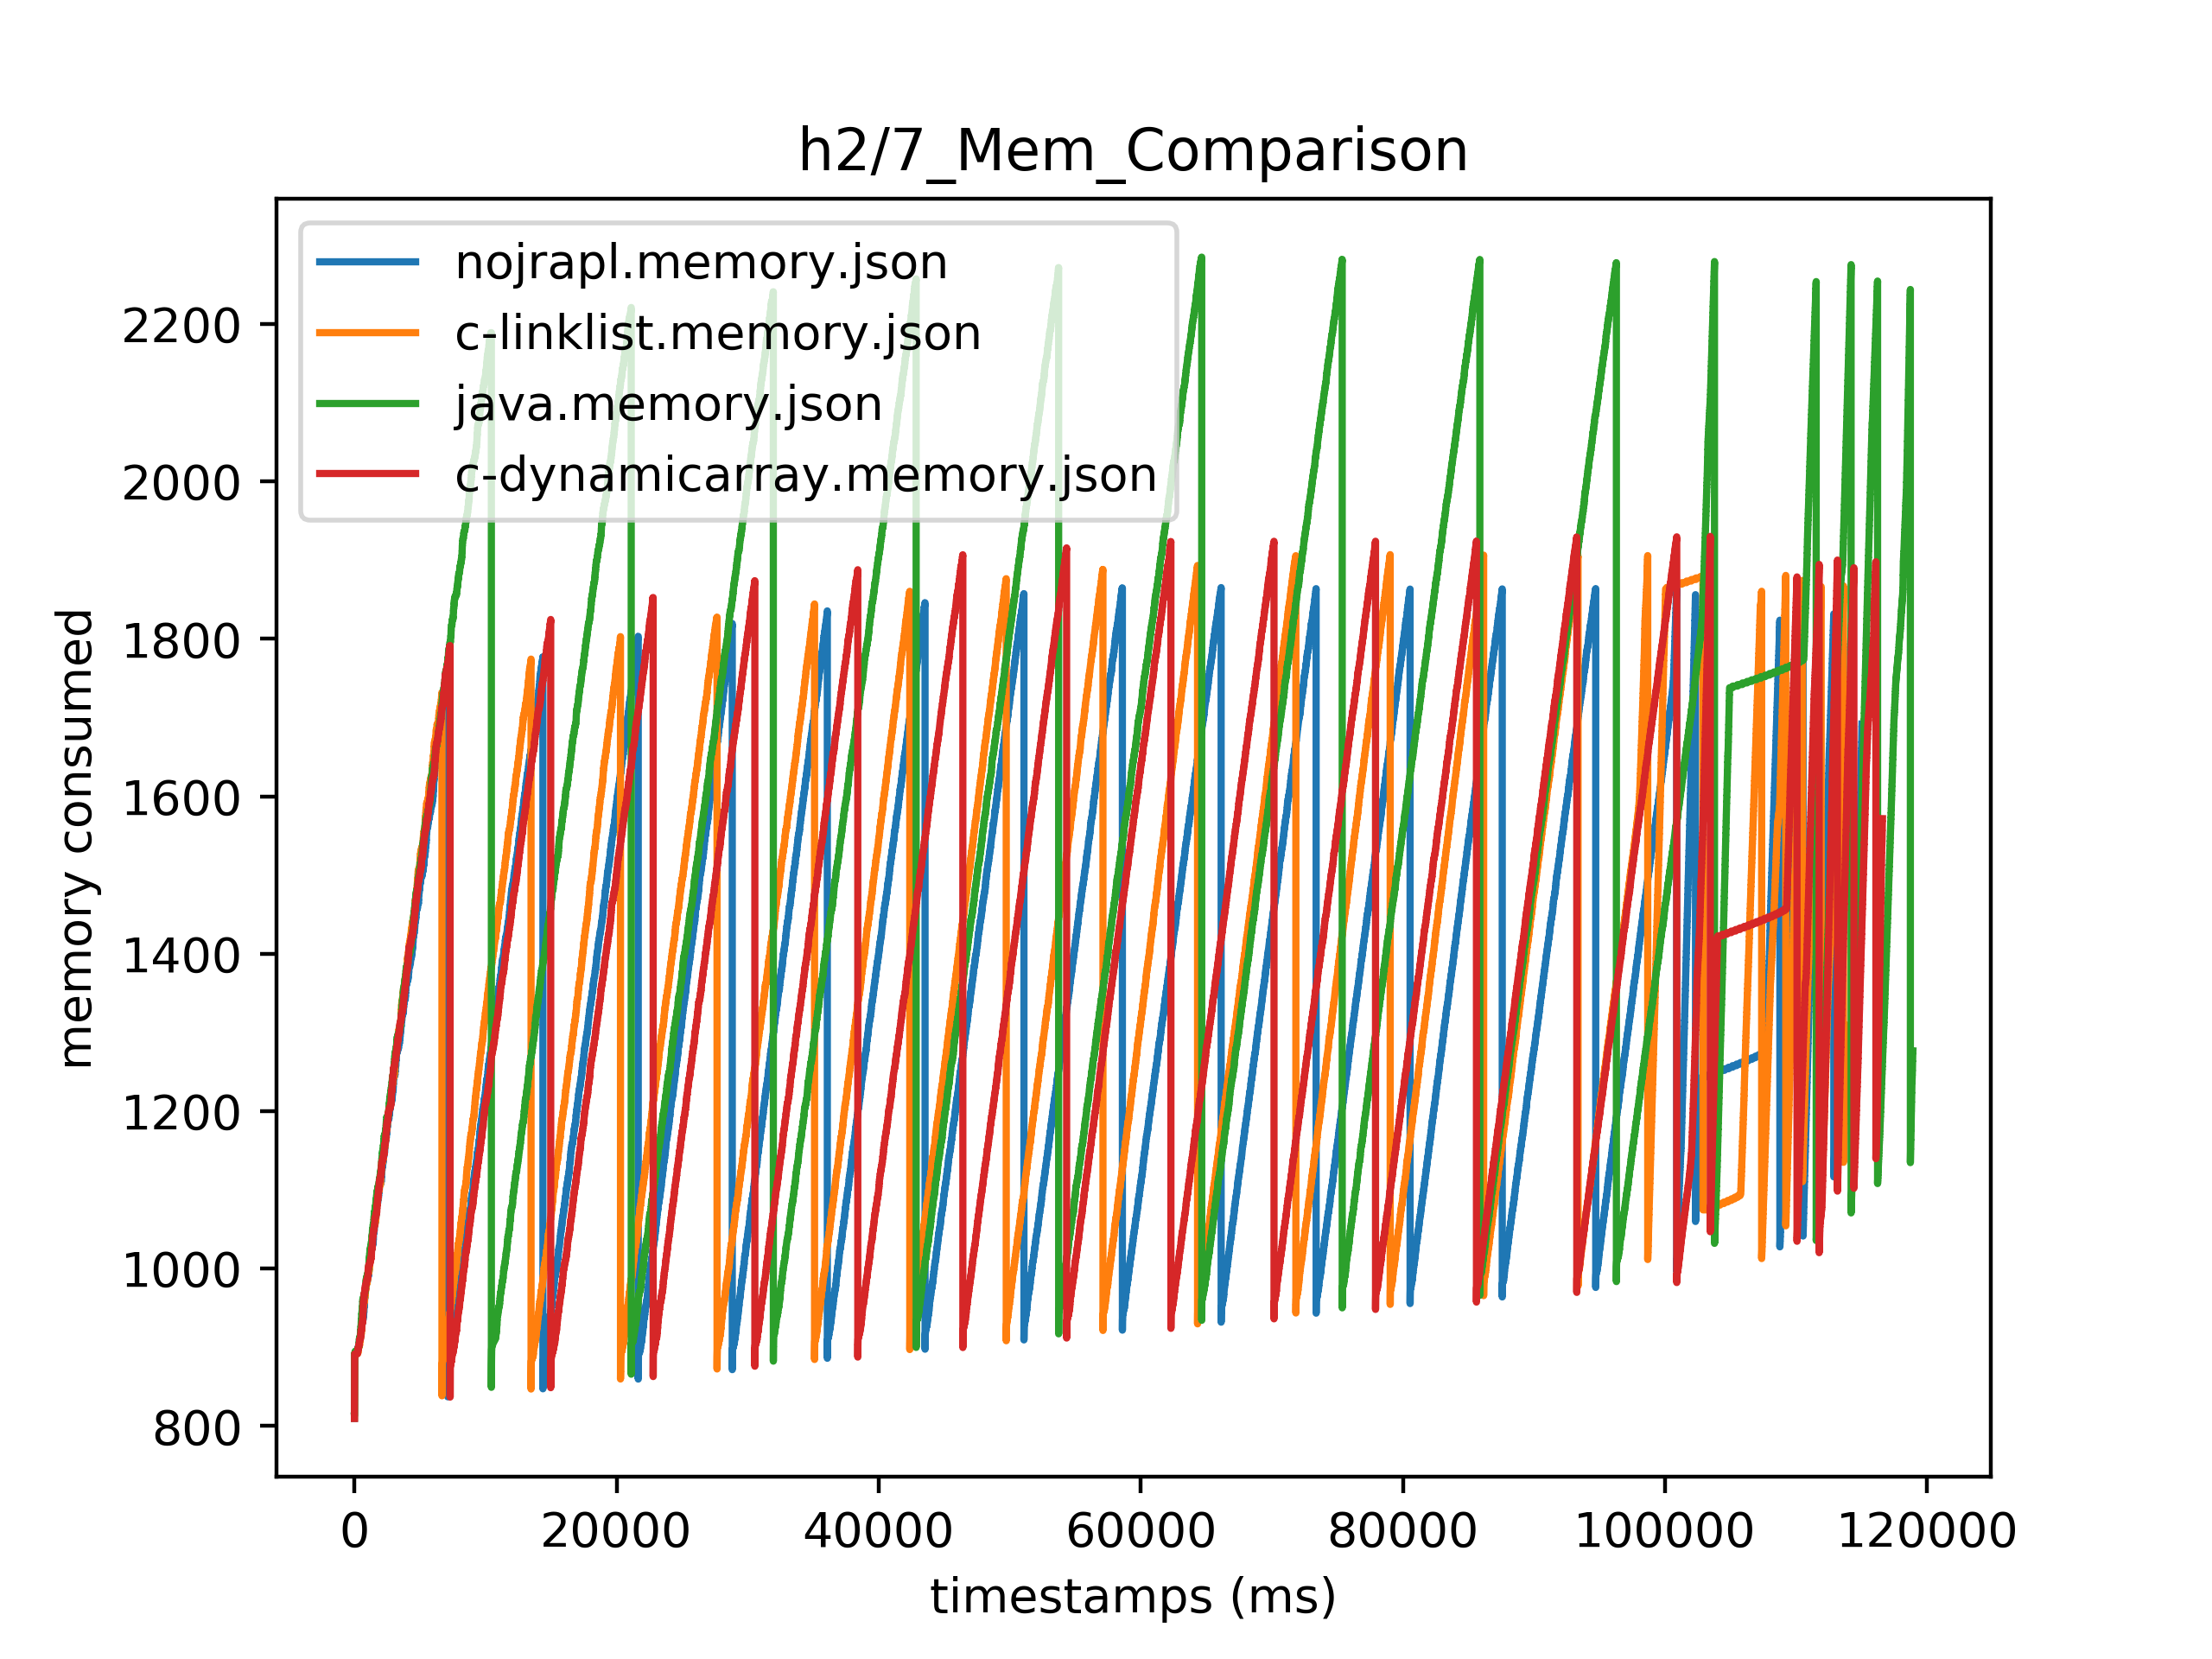 h2/7_Mem_Comparison
nojrapl.memory.json
c-linklist.memory.json
java.memory.json
c-dynamicarray.memory.json
memory consumed
2200
2000
1800
1600
1400
1200
1000
800
0 20000 40000 60000 80000 100000 120000
timestamps (ms)